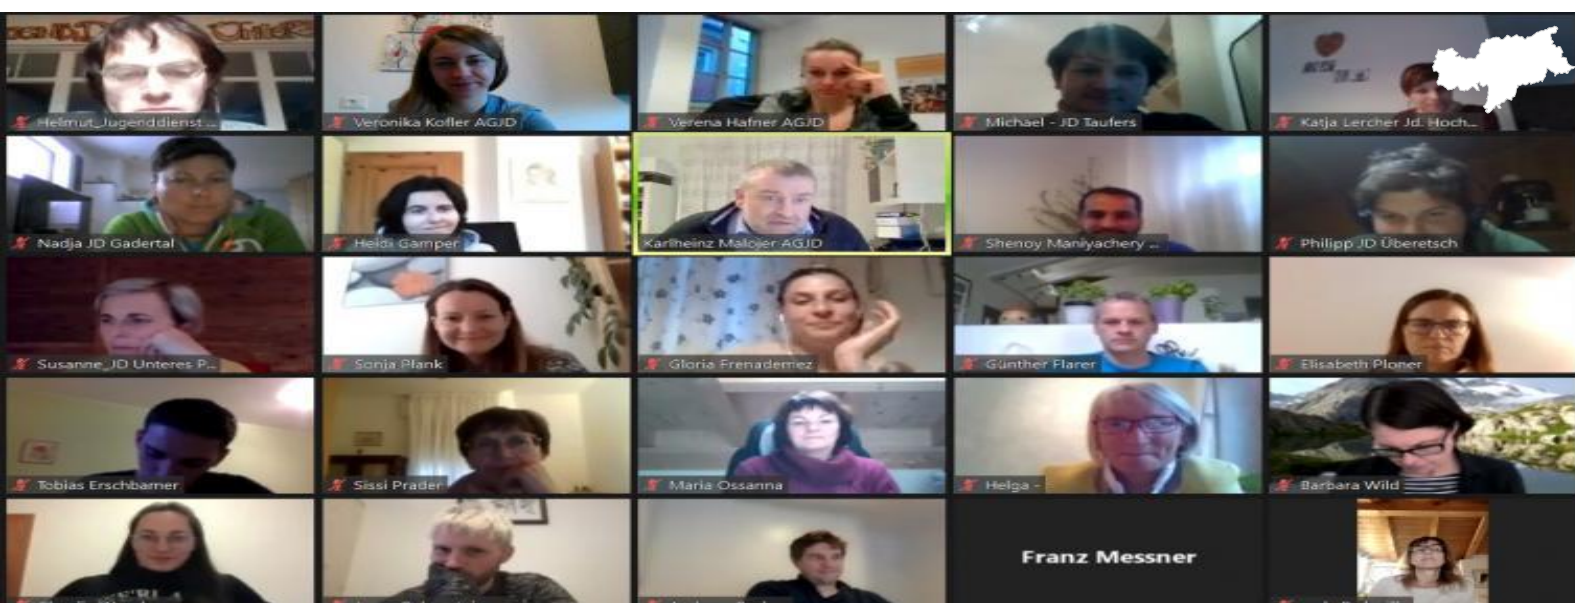 Helmut_Jugenddienst ...
Veronika Kofler AGJD
Verena Hafner AGJD
Michael - JD Taufers
Katja Lercher Jd. Hoch...
Nadja JD Gadertal
Heidi Gamper
Karlheinz Malojer AGJD
Shenoy Maniyachery ...
Philipp JD Überetsch
Susanne_JD Unteres P...
Sonja Plank
Gloria Frenademez
Günther Flarer
Elisabeth Ploner
Tobias Erschbamer
Sissi Prader
Maria Ossanna
Helga -
Barbara Wild
Franz Messner